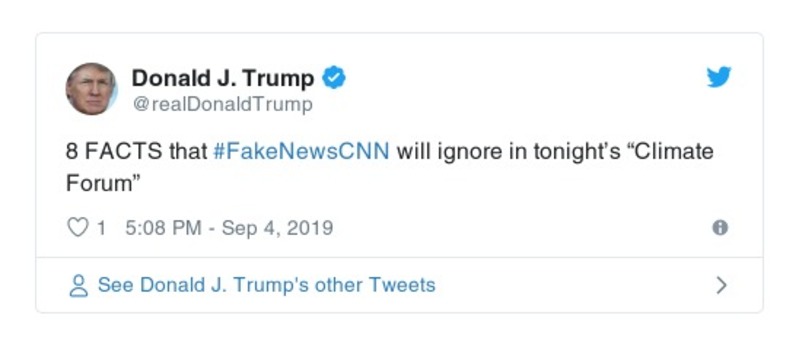 Donald J. Trump
@realDonaldTrump
8 FACTS that #FakeNewsCNN will ignore in tonight’s “Climate
Forum”
1 5:08 PM - Sep 4, 2019
See Donald J. Trump's other Tweets